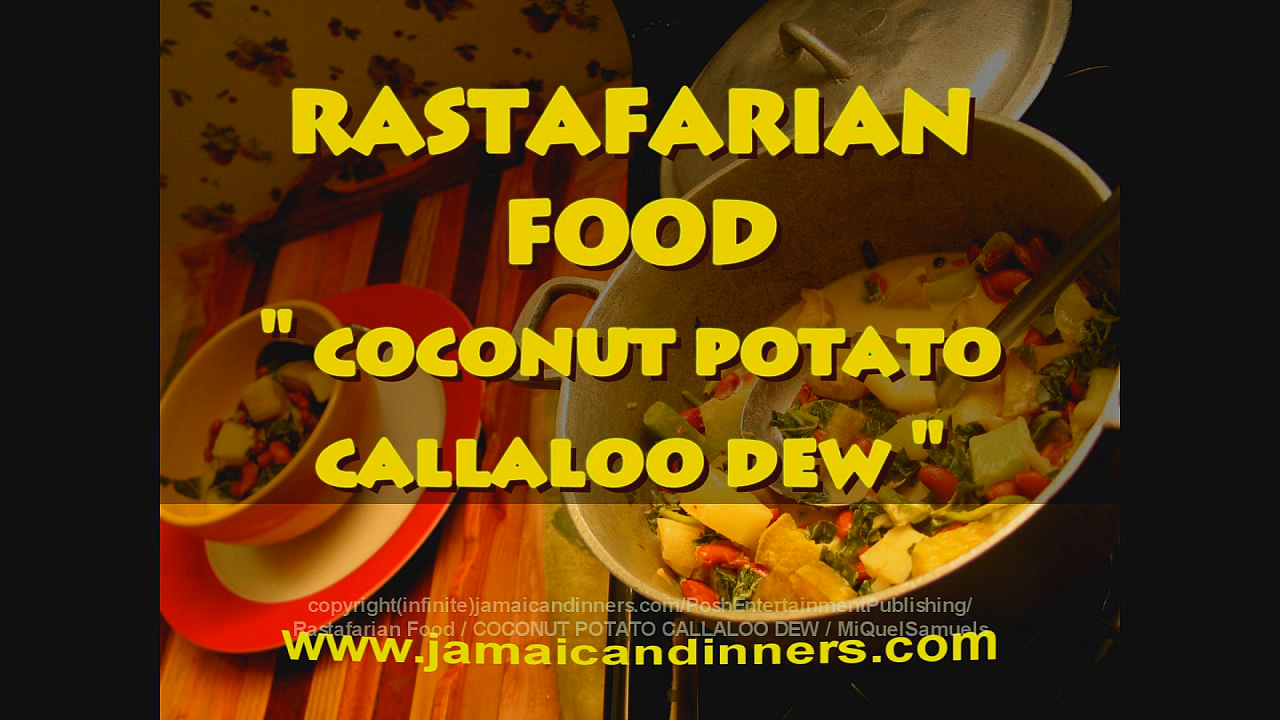 RASTAFARIAN
FOOD
" COCONUT POTATO
CALLALOO DEW "
copyright(infinite)jamaicandinners.com/PoshEntertainmentPublishing/
Rastafarian Food / COCONUT POTATO CALLALOO DEW / MiQuelSamuels
www.jamaicandinners.com